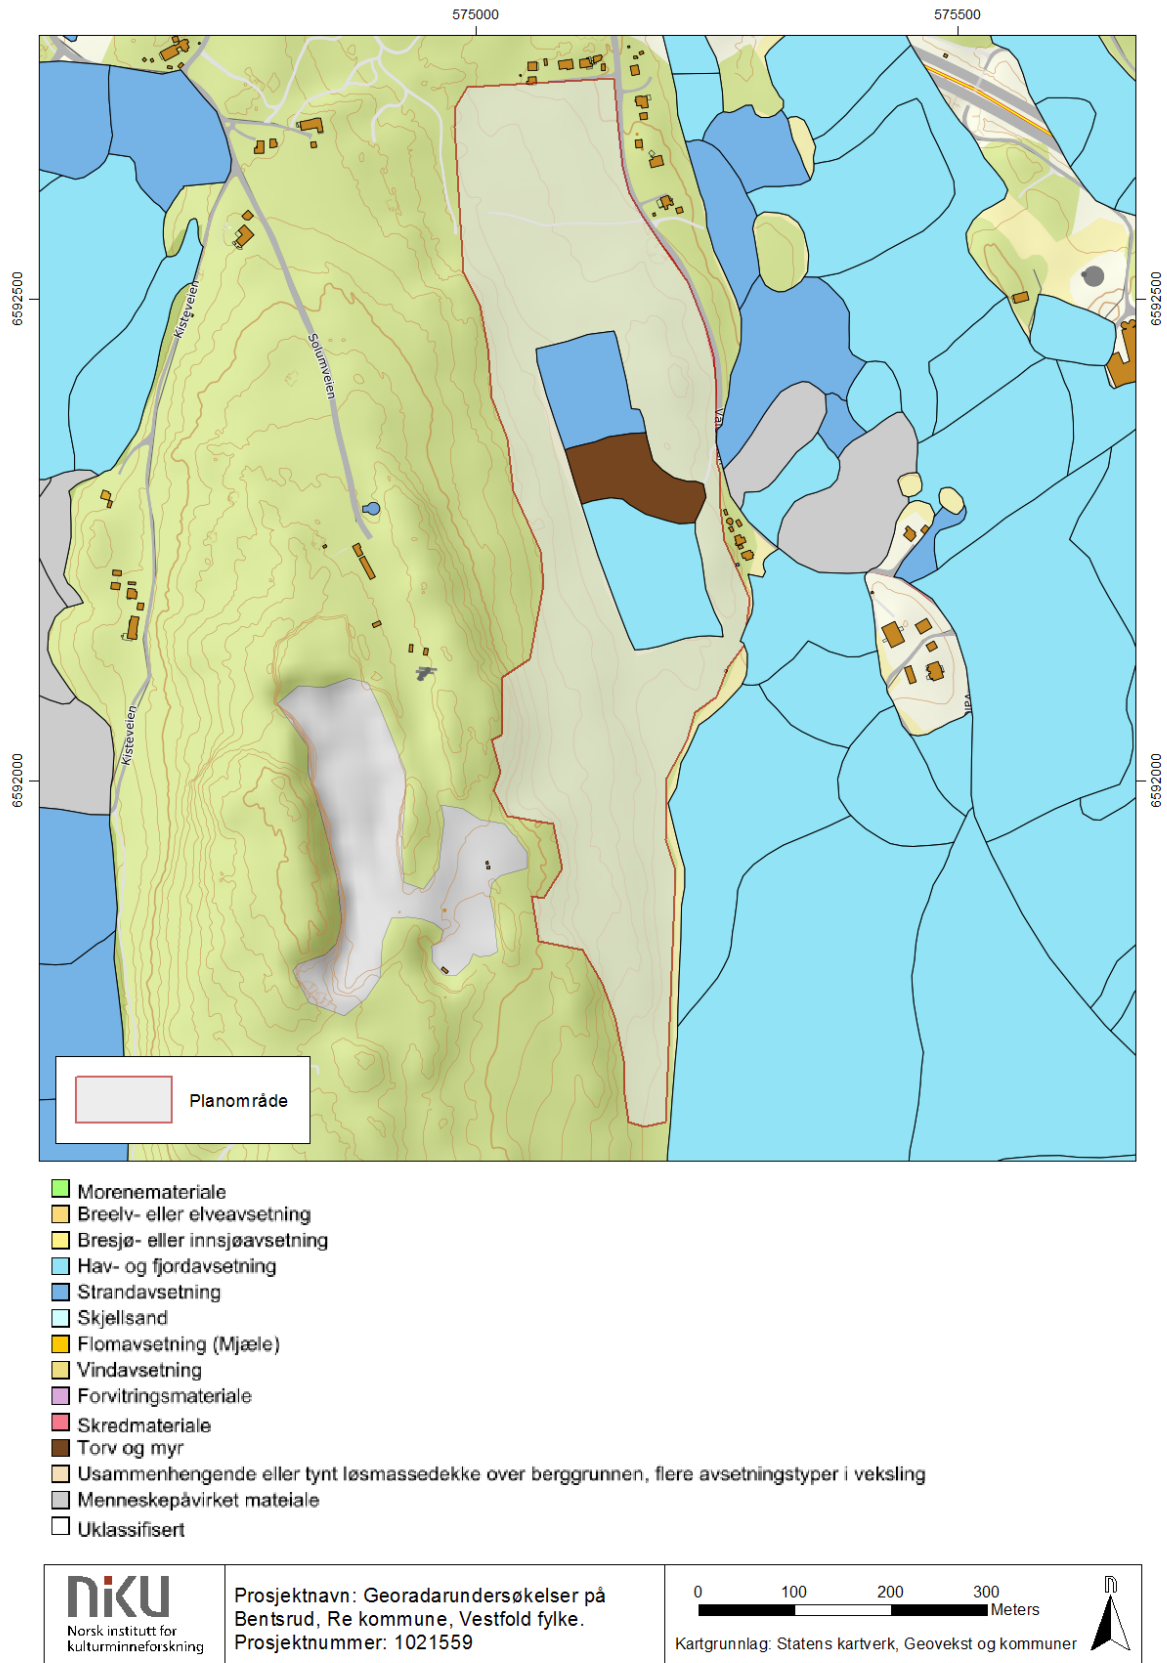 575000
575500
6592500
6592500
Kisteveien
Solumveien
Kisteveien
6592000
6592000
Planområde
Morenemateriale
Breelv- eller elveavsetning
Bresjø- eller innsjøavsetning
Hav- og fjordavsetning
Strandavsetning
Skjellsand
Flomavsetning (Mjæle)
Vindavsetning
Forvitringsmateriale
Skredmateriale
Torv og myr
Usammenhengende eller tynt løsmassedekke over berggrunnen, flere avsetningstyper i veksling
Menneskepåvirket mateiale
Uklassifisert
NIKU
Norsk institutt for
kulturminneforskning
Prosjektnavn: Georadarundersøkelser på
Bentsrud, Re kommune, Vestfold fylke.
Prosjektnummer: 1021559
0 100 200 300
Meters
Kartgrunnlag: Statens kartverk, Geovekst og kommuner
n